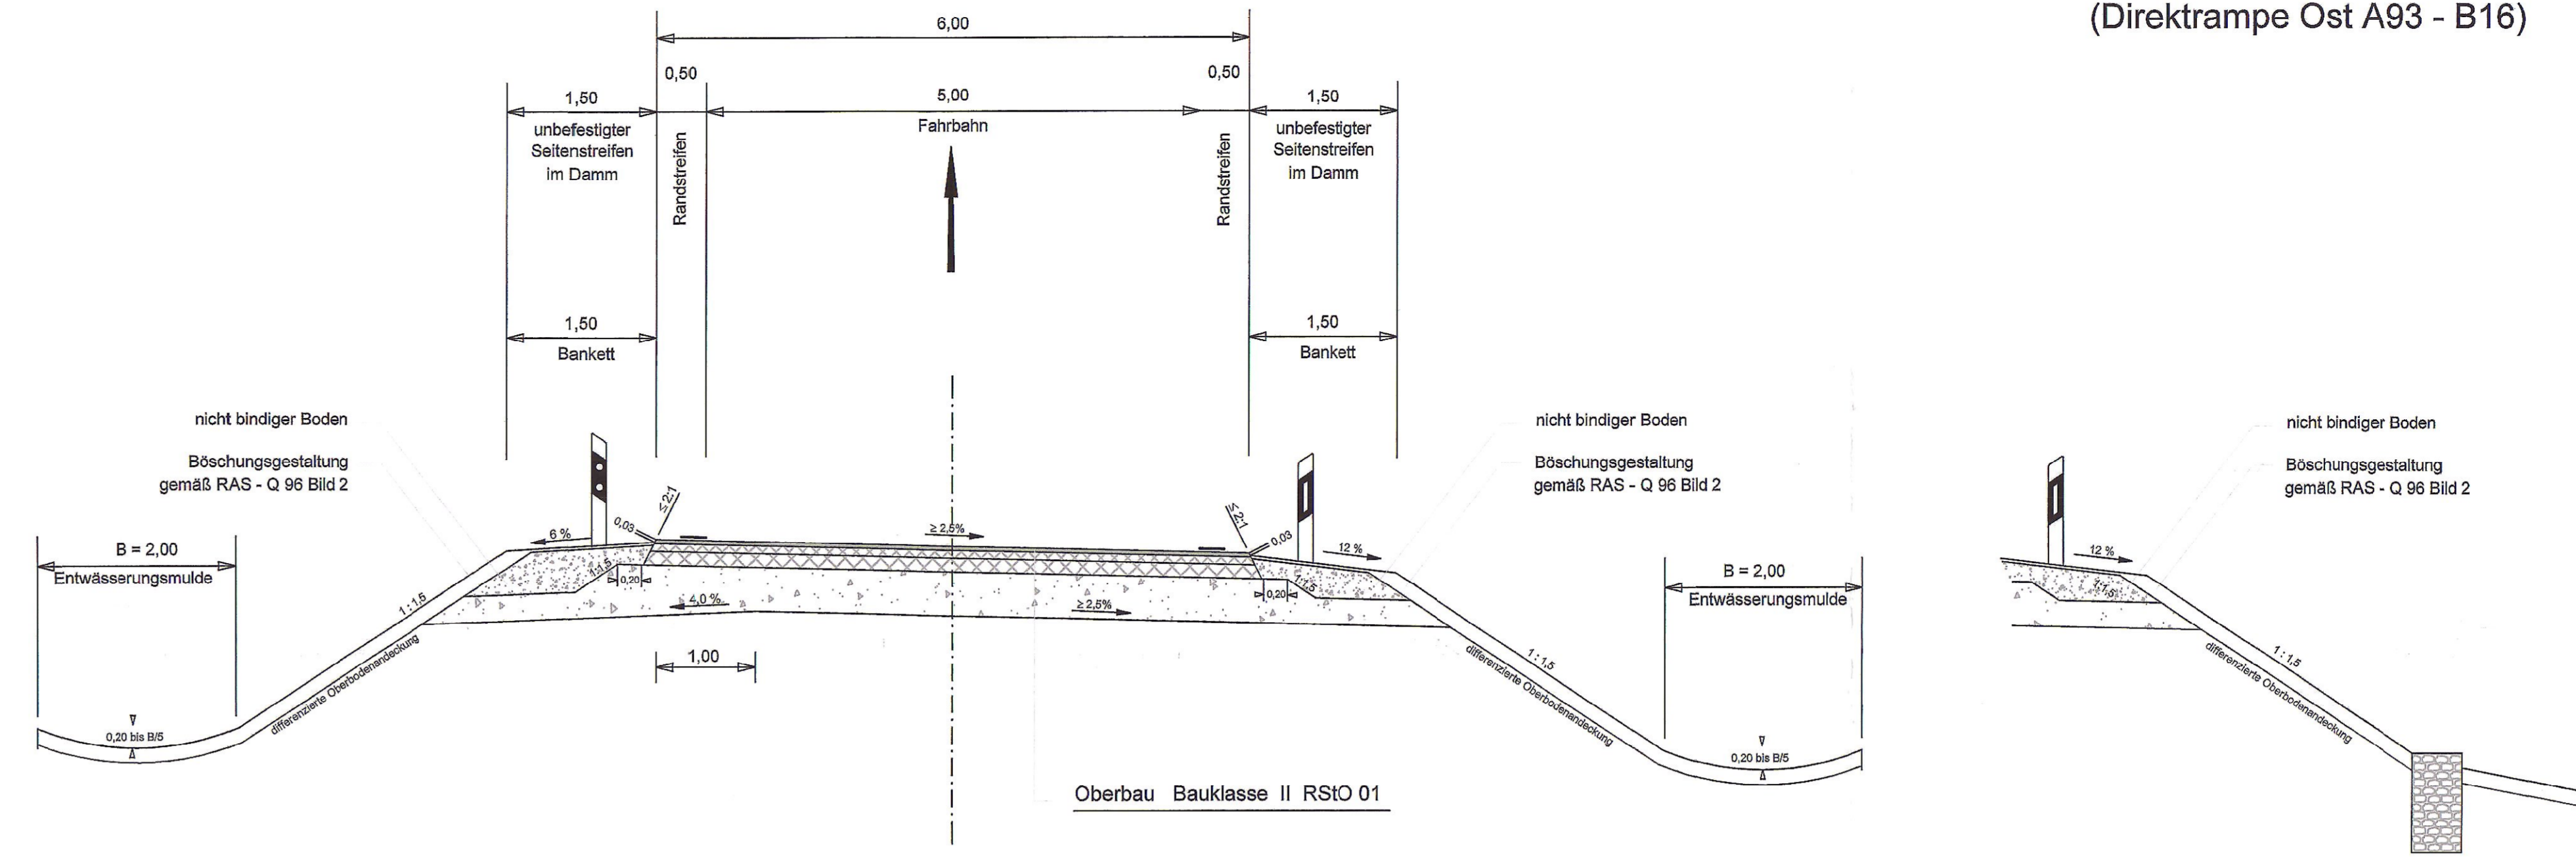 (Direktrampe Ost A93 - B16)
6,00
0,50
0,50
1,50
5,00
1,50
unbefestigter
Seitenstreifen
im Damm
Randstreifen
Fahrbahn
Randstreifen
unbefestigter
Seitenstreifen
im Damm
1,50
Bankett
1,50
Bankett
nicht bindiger Boden
Böschungsgestaltung
gemäß RAS - Q 96 Bild 2
nicht bindiger Boden
Böschungsgestaltung
gemäß RAS - Q 96 Bild 2
nicht bindiger Boden
Böschungsgestaltung
gemäß RAS - Q 96 Bild 2
B = 2,00
Entwässerungsmulde
6 %
0,03
≤ 2:1
≥ 2,5%
≤ 2:1
0,03
12 %
12 %
B = 2,00
Entwässerungsmulde
1:1,5
0,20
4,0 %
≥ 2,5%
0,20
1:1,5
1:1,5
1 : 1,5
differenzierte Oberbodenandeckung
1,00
1 : 1,5
differenzierte Oberbodenandeckung
1 : 1,5
differenzierte Oberbodenandeckung
0,20 bis B/5
0,20 bis B/5
Oberbau Bauklasse II RStO 01